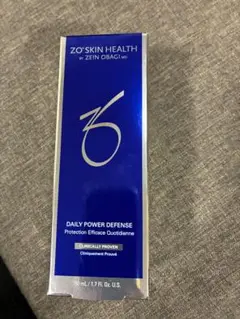 ZO® SKIN HEALTH
BY ZEIN OBAGI MD
DAILY POWER DEFENSE
Protection Efficace Quotidienne
CLINICALLY PROVEN
Cliniquement Prouvé
50 mL / 1.7 Fl. Oz. U.S.